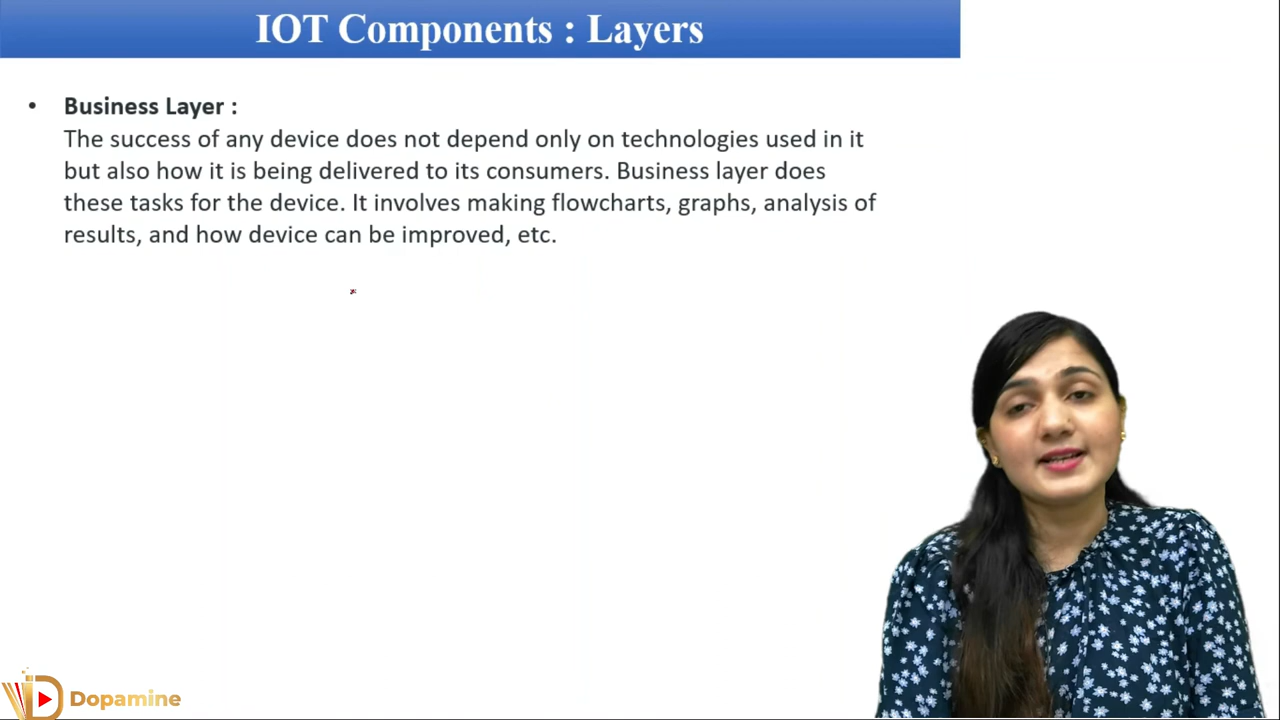 IOT Components : Layers
• Business Layer :
The success of any device does not depend only on technologies used in it
but also how it is being delivered to its consumers. Business layer does
these tasks for the device. It involves making flowcharts, graphs, analysis of
results, and how device can be improved, etc.
Dopamine